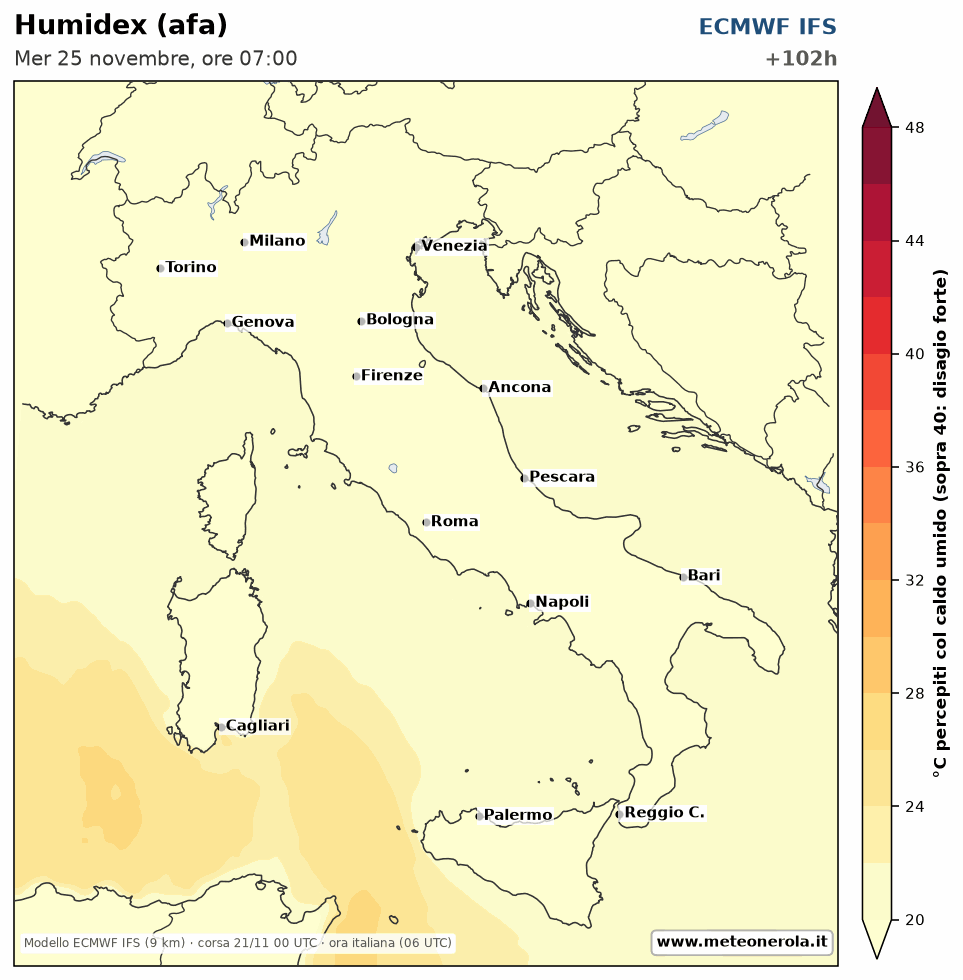 Humidex (afa)
ECMWF IFS
Mer 25 novembre, ore 07:00
+102h
Milano
Venezia
Torino
Genova
Bologna
Firenze
Ancona
Pescara
Roma
Bari
Napoli
Cagliari
Palermo
Reggio C.
48
44
40
36
32
28
24
20
°C percepiti col caldo umido (sopra 40: disagio forte)
Modello ECMWF IFS (9 km) · corsa 21/11 00 UTC · ora italiana (06 UTC)
www.meteonerola.it